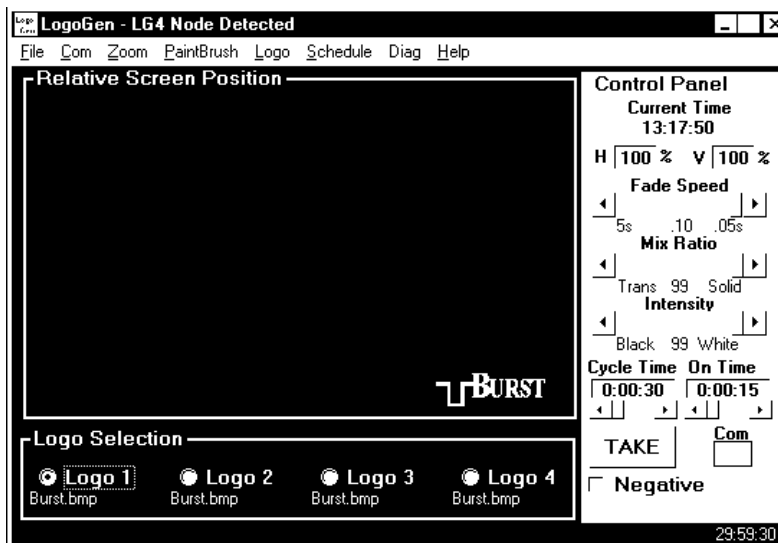 Logo Gen LogoGen - LG4 Node Detected
File Com Zoom PaintBrush Logo Schedule Diag Help
Relative Screen Position
BURST
Logo Selection
Logo 1 Logo 2 Logo 3 Logo 4
Burst.bmp Burst.bmp Burst.bmp Burst.bmp
Control Panel
Current Time
13:17:50
H 100 % V 100 %
Fade Speed
5s .10 .05s
Mix Ratio
Trans 99 Solid
Intensity
Black 99 White
Cycle Time On Time
0:00:30 0:00:15
TAKE Com
Negative
29:59:30